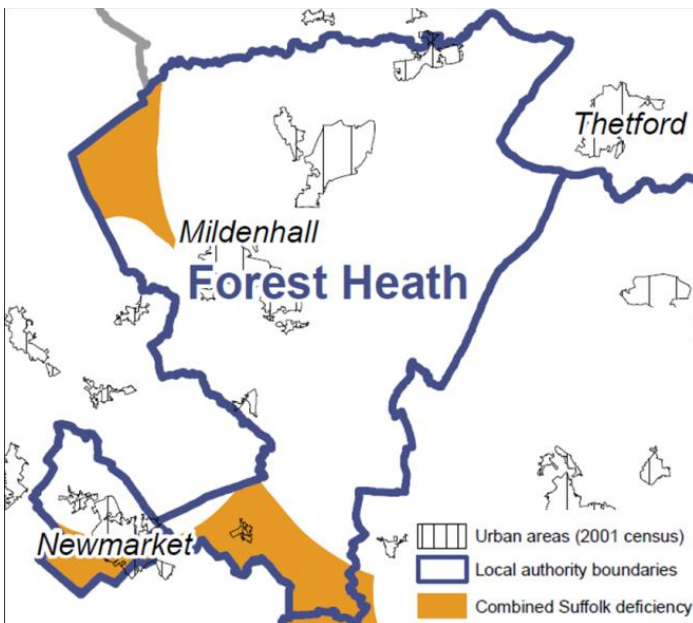 Thetford
Mildenhall
Forest Heath
Newmarket
Urban areas (2001 census)
Local authority boundaries
Combined Suffolk deficiency